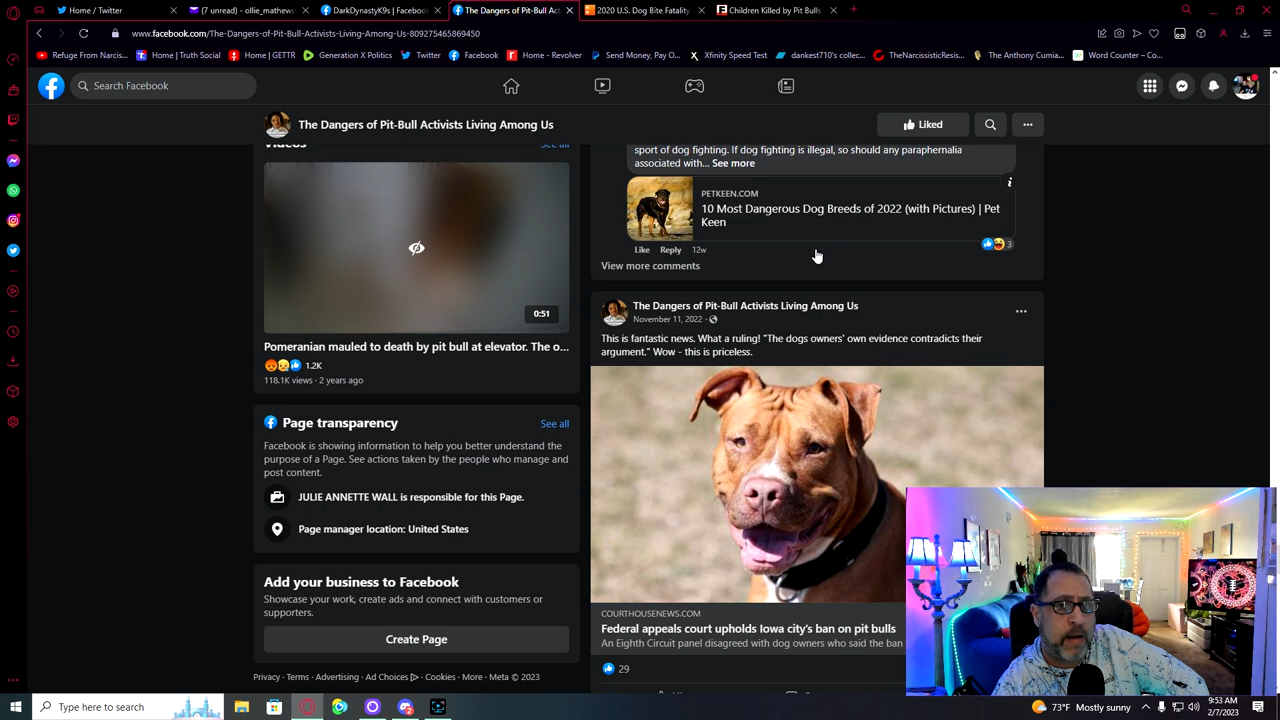 Home / Twitter
(7 unread) - ollie_mathews
DarkDynastyK9s | Facebook
The Dangers of Pit-Bull Act
2020 U.S. Dog Bite Fatality
Children Killed by Pit Bulls
www.facebook.com/The-Dangers-of-Pit-Bull-Activists-Living-Among-Us-809275465869450
Refuge From Narcis...
Home | Truth Social
Home | GETTR
Generation X Politics
Twitter
Facebook
Home - Revolver
Send Money, Pay O...
Xfinity Speed Test
dankest710's collec...
TheNarcissisticResis...
The Anthony Cumia...
Word Counter – Co...
Search Facebook
The Dangers of Pit-Bull Activists Living Among Us
Liked
Videos
See all
0:51
Pomeranian mauled to death by pit bull at elevator. The o...
1.2K
118.1K views · 2 years ago
Page transparency
See all
Facebook is showing information to help you better understand the
purpose of a Page. See actions taken by the people who manage and
post content.
JULIE ANNETTE WALL is responsible for this Page.
Page manager location: United States
Add your business to Facebook
Showcase your work, create ads and connect with customers or
supporters.
Create Page
Privacy · Terms · Advertising · Ad Choices · Cookies · More · Meta © 2023
sport of dog fighting. If dog fighting is illegal, so should any paraphernalia
associated with... See more
PETKEEN.COM
10 Most Dangerous Dog Breeds of 2022 (with Pictures) | Pet
Keen
Like Reply 12w
3
View more comments
The Dangers of Pit-Bull Activists Living Among Us
November 11, 2022 ·
This is fantastic news. What a ruling! "The dogs owners' own evidence contradicts their
argument." Wow - this is priceless.
COURTHOUSENEWS.COM
Federal appeals court upholds Iowa city's ban on pit bulls
An Eighth Circuit panel disagreed with dog owners who said the ban
29
Type here to search
73°F Mostly sunny
9:53 AM
2/7/2023